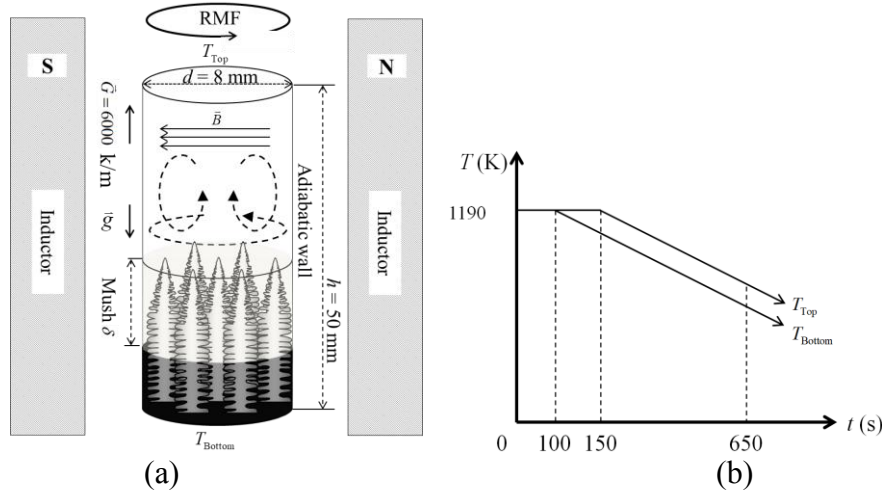 RMF
T_Top
S
N
d = 8 mm
G⃗ = 6000 k/m
B⃗
g⃗
Inductor
Adiabatic wall
Inductor
Mush δ
h = 50 mm
T_Bottom
(a)
T (K)
1190
T_Top
T_Bottom
0 100 150 650 t (s)
(b)